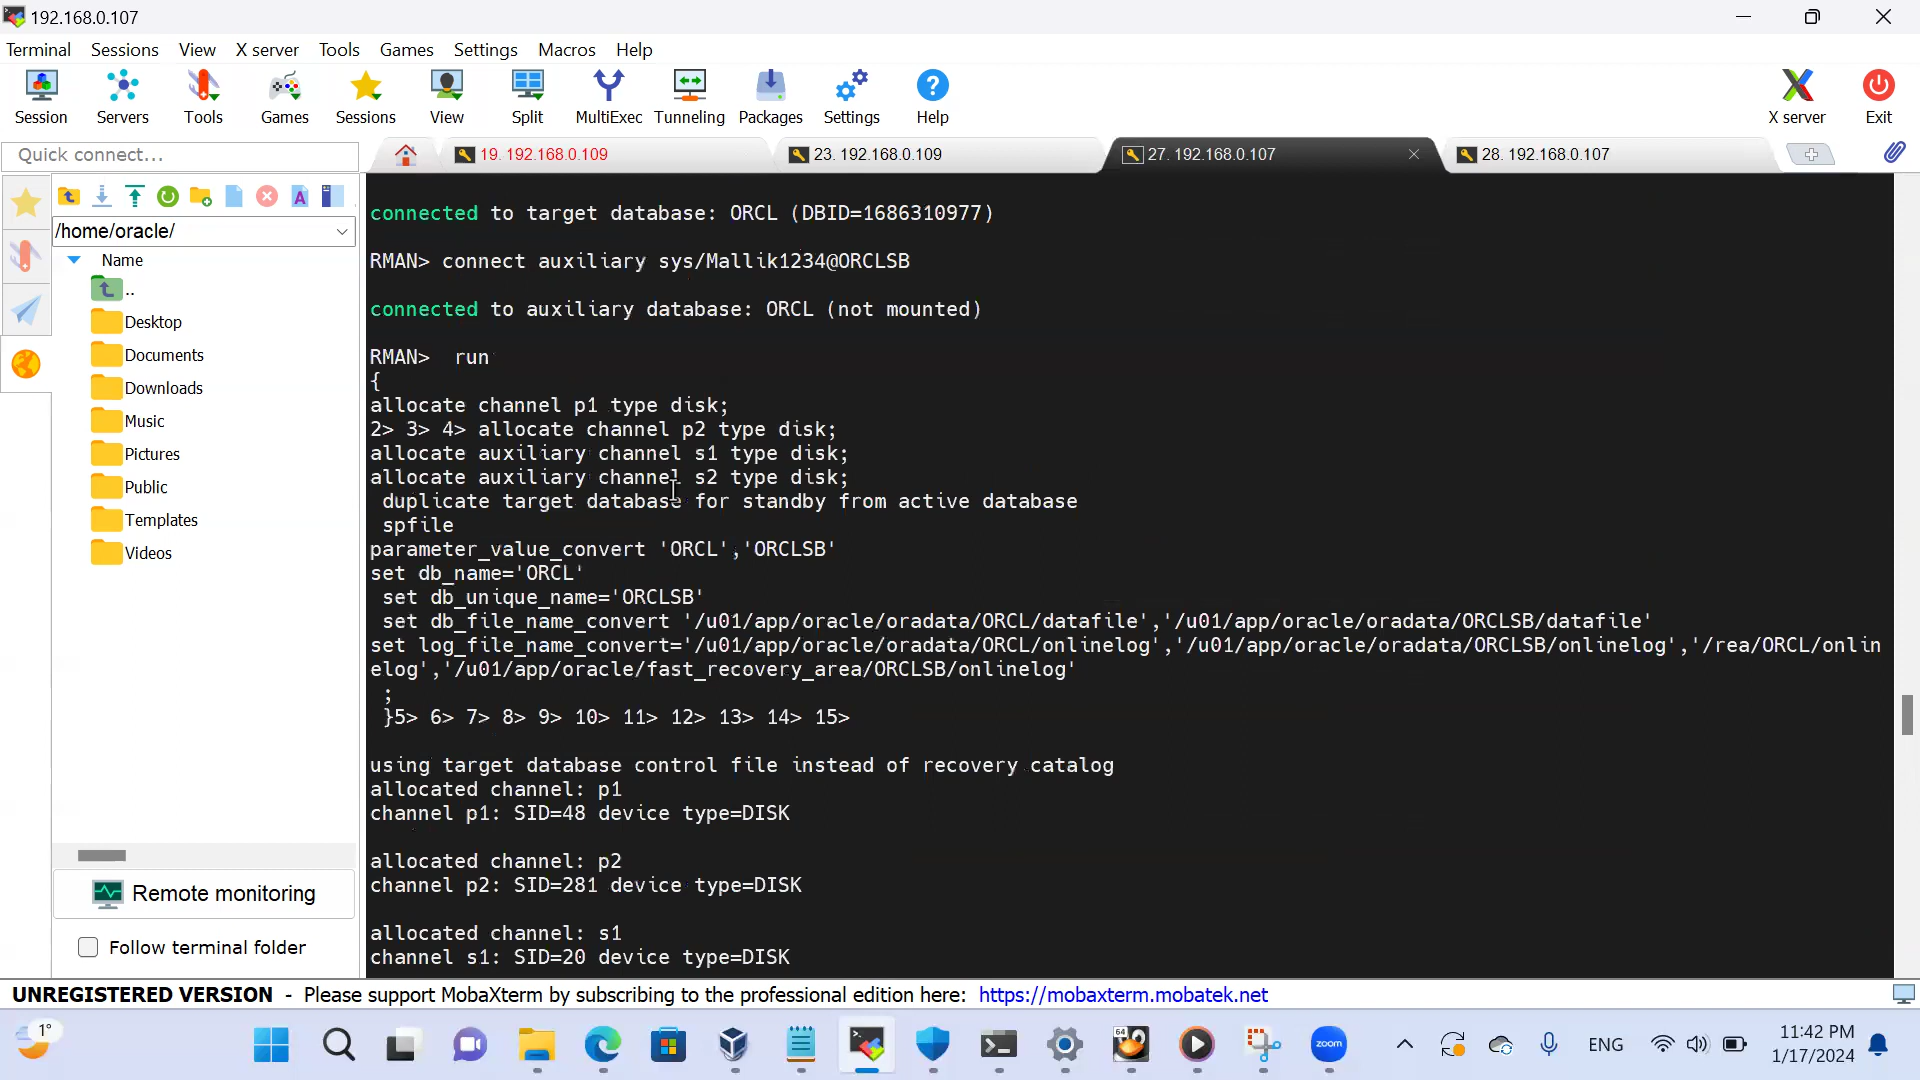 192.168.0.107
Terminal Sessions View X server Tools Games Settings Macros Help
Session Servers Tools Games Sessions View Split MultiExec Tunneling Packages Settings Help X server Exit
Quick connect...
19. 192.168.0.109
23. 192.168.0.109
27. 192.168.0.107
28. 192.168.0.107
/home/oracle/
Name
..
Desktop
Documents
Downloads
Music
Pictures
Public
Templates
Videos
Remote monitoring
Follow terminal folder
connected to target database: ORCL (DBID=1686310977)
RMAN> connect auxiliary sys/Mallik1234@ORCLSB
connected to auxiliary database: ORCL (not mounted)
RMAN>  run
{
allocate channel p1 type disk;
2> 3> 4> allocate channel p2 type disk;
allocate auxiliary channel s1 type disk;
allocate auxiliary channel s2 type disk;
 duplicate target database for standby from active database
 spfile
parameter_value_convert 'ORCL','ORCLSB'
set db_name='ORCL'
 set db_unique_name='ORCLSB'
 set db_file_name_convert '/u01/app/oracle/oradata/ORCL/datafile','/u01/app/oracle/oradata/ORCLSB/datafile'
set log_file_name_convert='/u01/app/oracle/oradata/ORCL/onlinelog','/u01/app/oracle/oradata/ORCLSB/onlinelog','/rea/ORCL/onlin
elog','/u01/app/oracle/fast_recovery_area/ORCLSB/onlinelog'
 ;
 }5> 6> 7> 8> 9> 10> 11> 12> 13> 14> 15>
using target database control file instead of recovery catalog
allocated channel: p1
channel p1: SID=48 device type=DISK
allocated channel: p2
channel p2: SID=281 device type=DISK
allocated channel: s1
channel s1: SID=20 device type=DISK
UNREGISTERED VERSION - Please support MobaXterm by subscribing to the professional edition here: https://mobaxterm.mobatek.net
1°
64
zoom
ENG
11:42 PM
1/17/2024